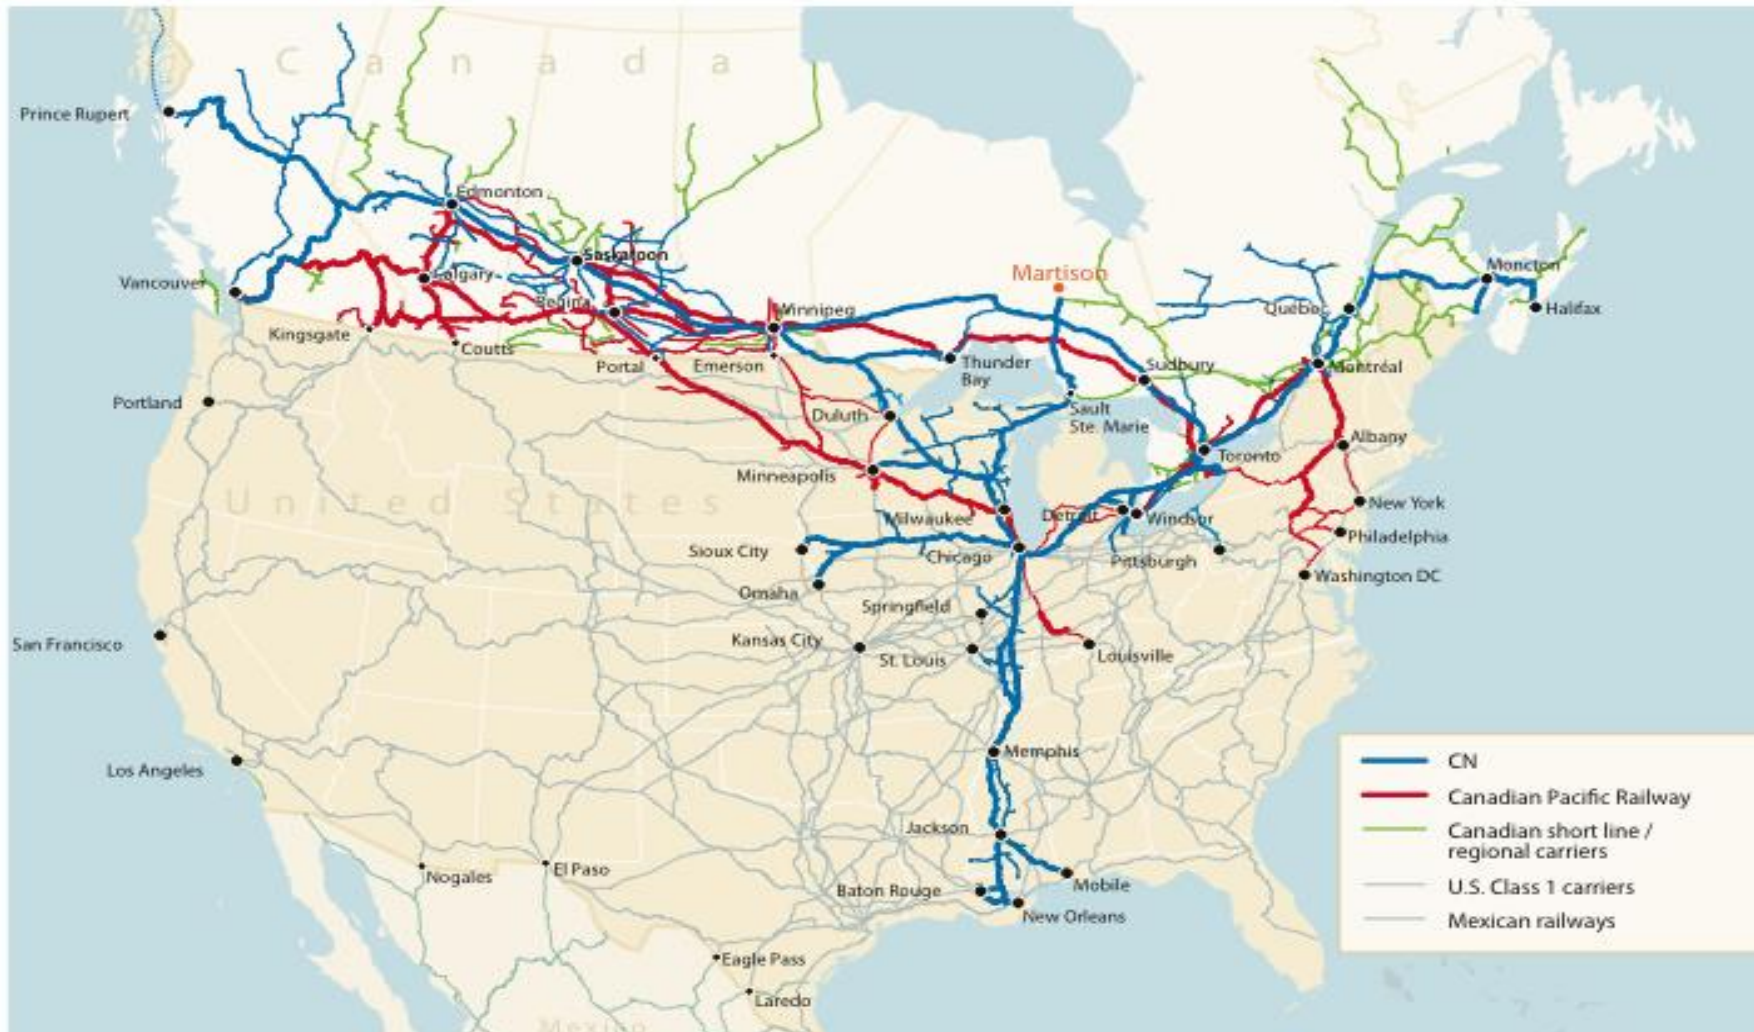 Canada
Prince Rupert
Edmonton
Saskatoon
Martison
Moncton
Vancouver
Calgary
Regina
Winnipeg
Québec
Halifax
Kingsgate
Coutts
Portal
Emerson
Thunder
Bay
Sudbury
Montréal
Portland
Duluth
Sault
Ste. Marie
Albany
Toronto
Minneapolis
United States
New York
Milwaukee
Detroit
Windsor
Philadelphia
Sioux City
Chicago
Pittsburgh
Washington DC
Omaha
Springfield
San Francisco
Kansas City
St. Louis
Louisville
Memphis
CN
Los Angeles
Canadian Pacific Railway
Jackson
Canadian short line /
regional carriers
Nogales
El Paso
Baton Rouge
Mobile
U.S. Class 1 carriers
New Orleans
Mexican railways
Eagle Pass
Laredo
Mexico